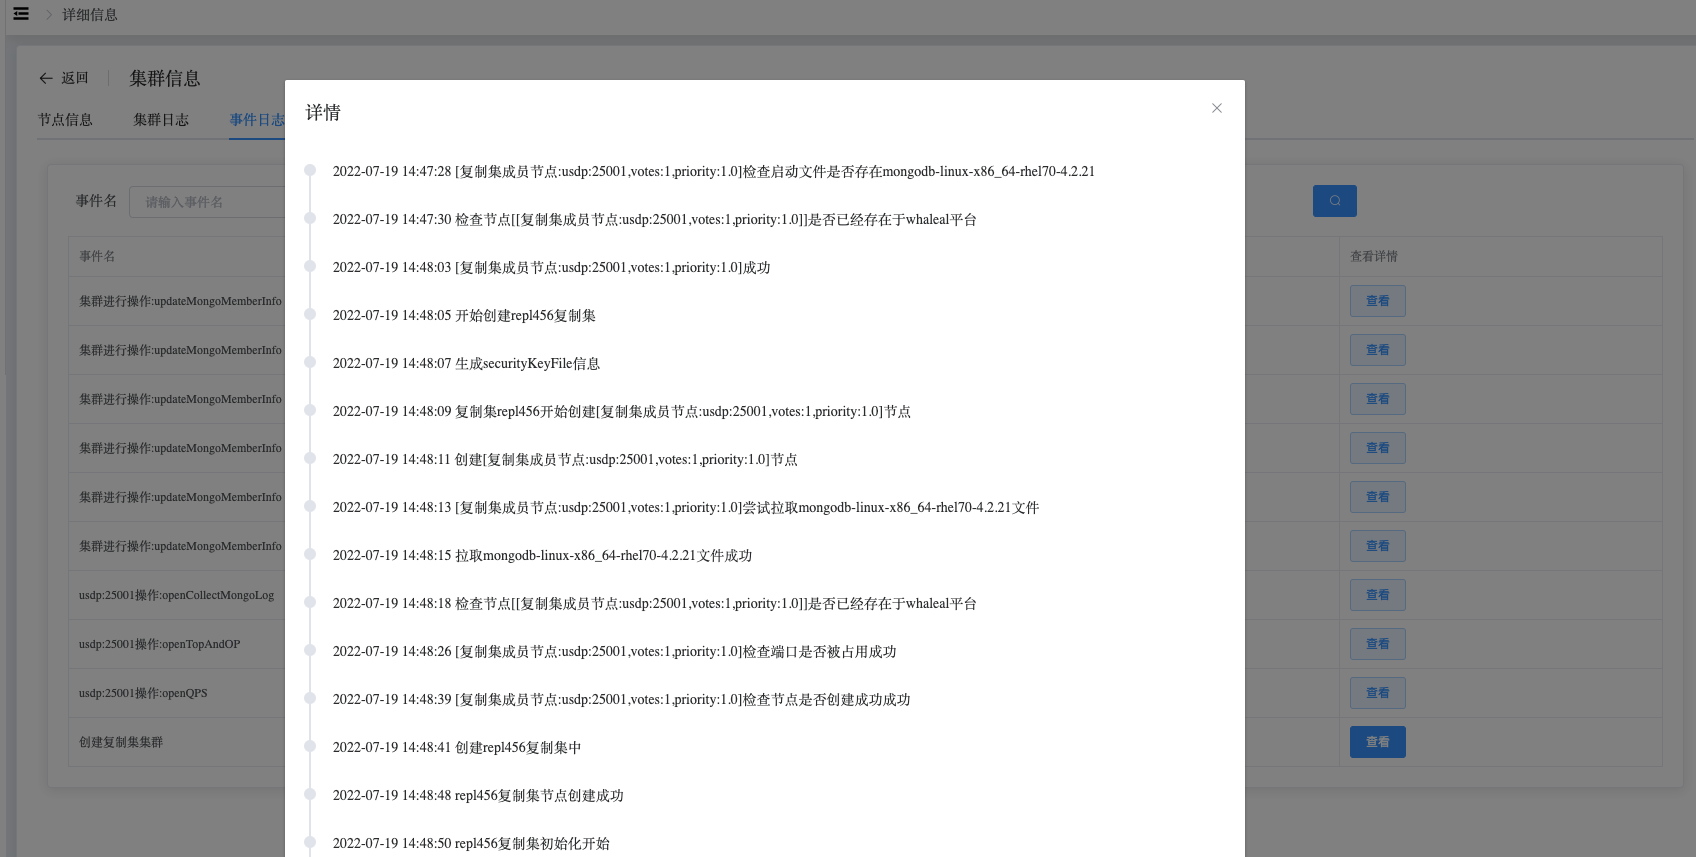 详细信息
返回
集群信息
节点信息 集群日志 事件日志
事件名 请输入事件名
事件名 查看详情
集群进行操作:updateMongoMemberInfo 查看
集群进行操作:updateMongoMemberInfo 查看
集群进行操作:updateMongoMemberInfo 查看
集群进行操作:updateMongoMemberInfo 查看
集群进行操作:updateMongoMemberInfo 查看
集群进行操作:updateMongoMemberInfo 查看
usdp:25001操作:openCollectMongoLog 查看
usdp:25001操作:openTopAndOP 查看
usdp:25001操作:openQPS 查看
创建复制集集群 查看
详情
2022-07-19 14:47:28 [复制集成员节点:usdp:25001,votes:1,priority:1.0]检查启动文件是否存在mongodb-linux-x86_64-rhel70-4.2.21
2022-07-19 14:47:30 检查节点[[复制集成员节点:usdp:25001,votes:1,priority:1.0]]是否已经存在于whaleal平台
2022-07-19 14:48:03 [复制集成员节点:usdp:25001,votes:1,priority:1.0]成功
2022-07-19 14:48:05 开始创建repl456复制集
2022-07-19 14:48:07 生成securityKeyFile信息
2022-07-19 14:48:09 复制集repl456开始创建[复制集成员节点:usdp:25001,votes:1,priority:1.0]节点
2022-07-19 14:48:11 创建[复制集成员节点:usdp:25001,votes:1,priority:1.0]节点
2022-07-19 14:48:13 [复制集成员节点:usdp:25001,votes:1,priority:1.0]尝试拉取mongodb-linux-x86_64-rhel70-4.2.21文件
2022-07-19 14:48:15 拉取mongodb-linux-x86_64-rhel70-4.2.21文件成功
2022-07-19 14:48:18 检查节点[[复制集成员节点:usdp:25001,votes:1,priority:1.0]]是否已经存在于whaleal平台
2022-07-19 14:48:26 [复制集成员节点:usdp:25001,votes:1,priority:1.0]检查端口是否被占用成功
2022-07-19 14:48:39 [复制集成员节点:usdp:25001,votes:1,priority:1.0]检查节点是否创建成功成功
2022-07-19 14:48:41 创建repl456复制集中
2022-07-19 14:48:48 repl456复制集节点创建成功
2022-07-19 14:48:50 repl456复制集初始化开始